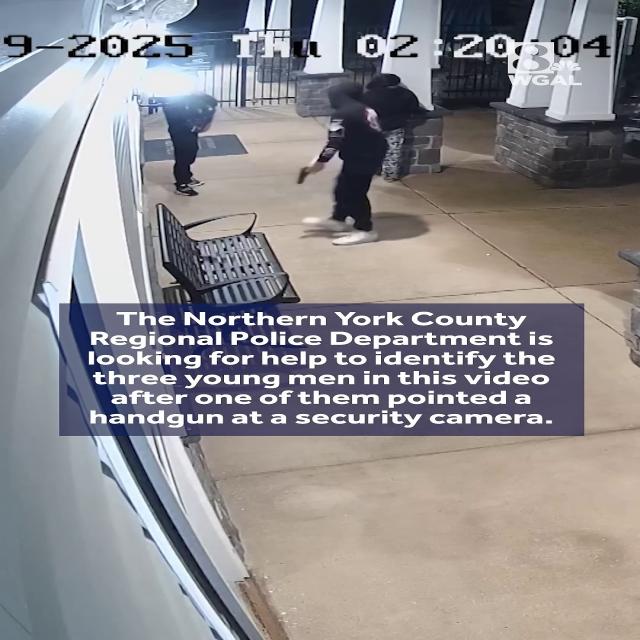 9-2025 Thu 02:20:04
8
WGAL
The Northern York County
Regional Police Department is
looking for help to identify the
three young men in this video
after one of them pointed a
handgun at a security camera.